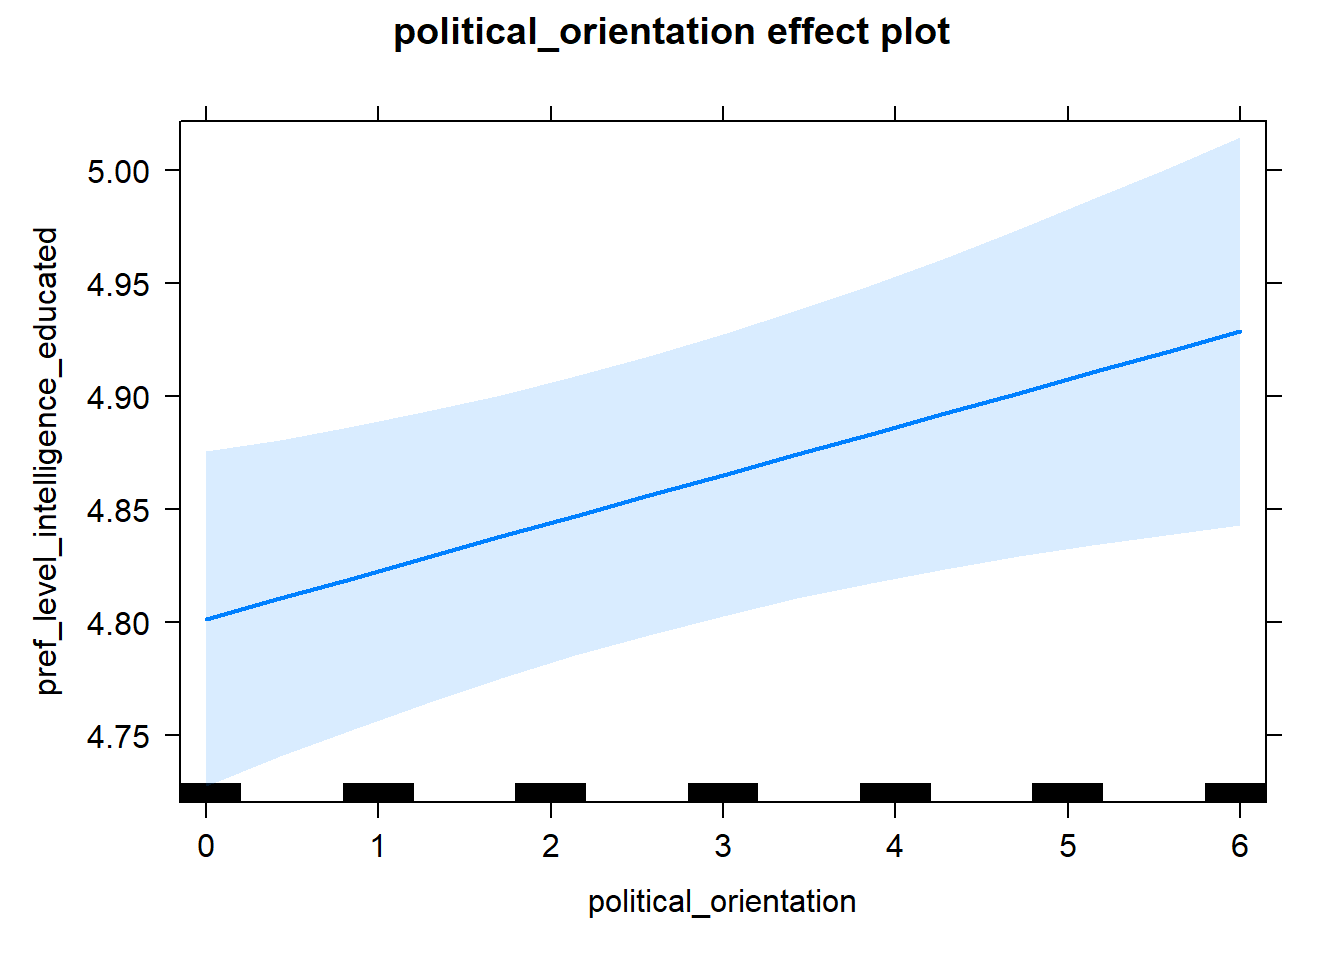 political_orientation effect plot
5.00
4.95
4.90
4.85
4.80
4.75
pref_level_intelligence_educated
0 1 2 3 4 5 6
political_orientation